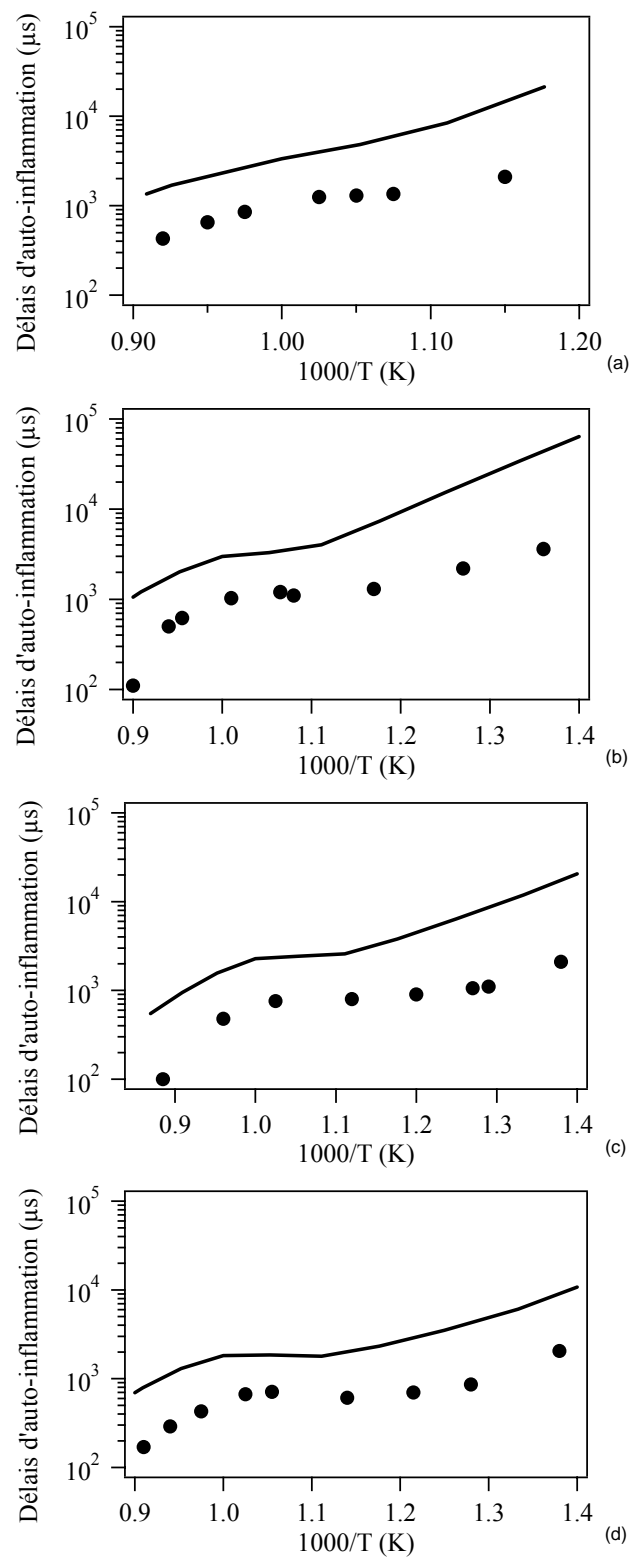 Délais d'auto-inflammation (µs)
10^5
10^4
10^3
10^2
0.90 1.00 1.10 1.20
1000/T (K)
(a)
Délais d'auto-inflammation (µs)
10^5
10^4
10^3
10^2
0.9 1.0 1.1 1.2 1.3 1.4
1000/T (K)
(b)
Délais d'auto-inflammation (µs)
10^5
10^4
10^3
10^2
0.9 1.0 1.1 1.2 1.3 1.4
1000/T (K)
(c)
Délais d'auto-inflammation (µs)
10^5
10^4
10^3
10^2
0.9 1.0 1.1 1.2 1.3 1.4
1000/T (K)
(d)